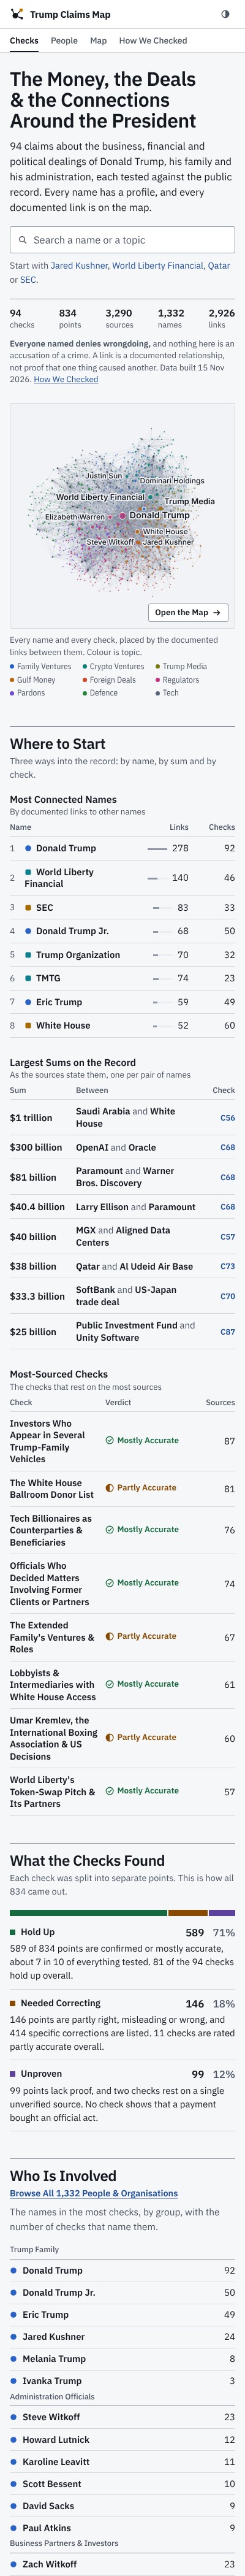 Trump Claims Map
Checks People Map How We Checked
The Money, the Deals
& the Connections
Around the President
94 claims about the business, financial and
political dealings of Donald Trump, his family and
his administration, each tested against the public
record. Every name has a profile, and every
documented link is on the map.
Search a name or a topic
Start with Jared Kushner, World Liberty Financial, Qatar
or SEC.
94 834 3,290 1,332 2,926
checks points sources names links
Everyone named denies wrongdoing, and nothing here is an
accusation of a crime. A link is a documented relationship,
not proof that one thing caused another. Data built 15 Nov
2026. How We Checked
Justin Sun
Dominari Holdings
World Liberty Financial
Trump Media
Elizabeth Warren
Donald Trump
White House
Steve Witkoff
Jared Kushner
Open the Map →
Every name and every check, placed by the documented
links between them. Colour is topic.
Family Ventures Crypto Ventures Trump Media
Gulf Money Foreign Deals Regulators
Pardons Defence Tech
Where to Start
Three ways into the record: by name, by sum and by
check.
Most Connected Names
By documented links to other names
Name Links Checks
1 Donald Trump 278 92
2 World Liberty
Financial 140 46
3 SEC 83 33
4 Donald Trump Jr. 68 50
5 Trump Organization 70 32
6 TMTG 74 23
7 Eric Trump 59 49
8 White House 52 60
Largest Sums on the Record
As the sources state them, one per pair of names
Sum Between Check
$1 trillion Saudi Arabia and White
House C56
$300 billion OpenAI and Oracle C68
$81 billion Paramount and Warner
Bros. Discovery C68
$40.4 billion Larry Ellison and Paramount C68
$40 billion MGX and Aligned Data
Centers C57
$38 billion Qatar and Al Udeid Air Base C73
$33.3 billion SoftBank and US-Japan
trade deal C70
$25 billion Public Investment Fund and
Unity Software C87
Most-Sourced Checks
The checks that rest on the most sources
Check Verdict Sources
Investors Who
Appear in Several
Trump-Family
Vehicles Mostly Accurate 87
The White House
Ballroom Donor List Partly Accurate 81
Tech Billionaires as
Counterparties &
Beneficiaries Mostly Accurate 76
Officials Who
Decided Matters
Involving Former
Clients or Partners Mostly Accurate 74
The Extended
Family's Ventures &
Roles Partly Accurate 67
Lobbyists &
Intermediaries with
White House Access Mostly Accurate 61
Umar Kremlev, the
International Boxing
Association & US
Decisions Partly Accurate 60
World Liberty's
Token-Swap Pitch &
Its Partners Mostly Accurate 57
What the Checks Found
Each check was split into separate points. This is how all
834 came out.
Hold Up 589 71%
589 of 834 points are confirmed or mostly accurate,
about 7 in 10 of everything tested. 81 of the 94 checks
hold up overall.
Needed Correcting 146 18%
146 points are partly right, misleading or wrong, and
414 specific corrections are listed. 11 checks are rated
partly accurate overall.
Unproven 99 12%
99 points lack proof, and two checks rest on a single
unverified source. No check shows that a payment
bought an official act.
Who Is Involved
Browse All 1,332 People & Organisations
The names in the most checks, by group, with the
number of checks that name them.
Trump Family
Donald Trump 92
Donald Trump Jr. 50
Eric Trump 49
Jared Kushner 24
Melania Trump 8
Ivanka Trump 3
Administration Officials
Steve Witkoff 23
Howard Lutnick 12
Karoline Leavitt 11
Scott Bessent 10
David Sacks 9
Paul Atkins 9
Business Partners & Investors
Zach Witkoff 23